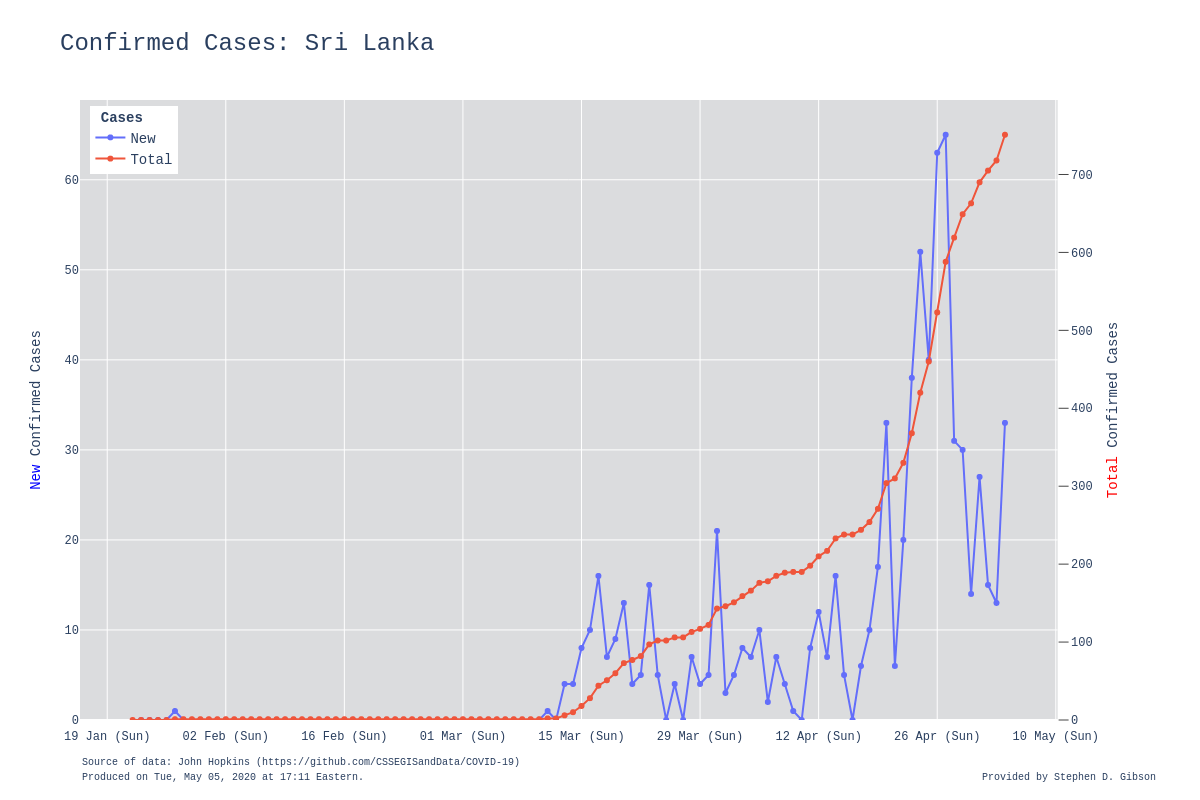 Confirmed Cases: Sri Lanka
Cases
New
Total
60
50
40
30
20
10
0
New Confirmed Cases
700
600
500
400
300
200
100
0
Total Confirmed Cases
19 Jan (Sun) 02 Feb (Sun) 16 Feb (Sun) 01 Mar (Sun) 15 Mar (Sun) 29 Mar (Sun) 12 Apr (Sun) 26 Apr (Sun) 10 May (Sun)
Source of data: John Hopkins (https://github.com/CSSEGISandData/COVID-19)
Produced on Tue, May 05, 2020 at 17:11 Eastern.
Provided by Stephen D. Gibson